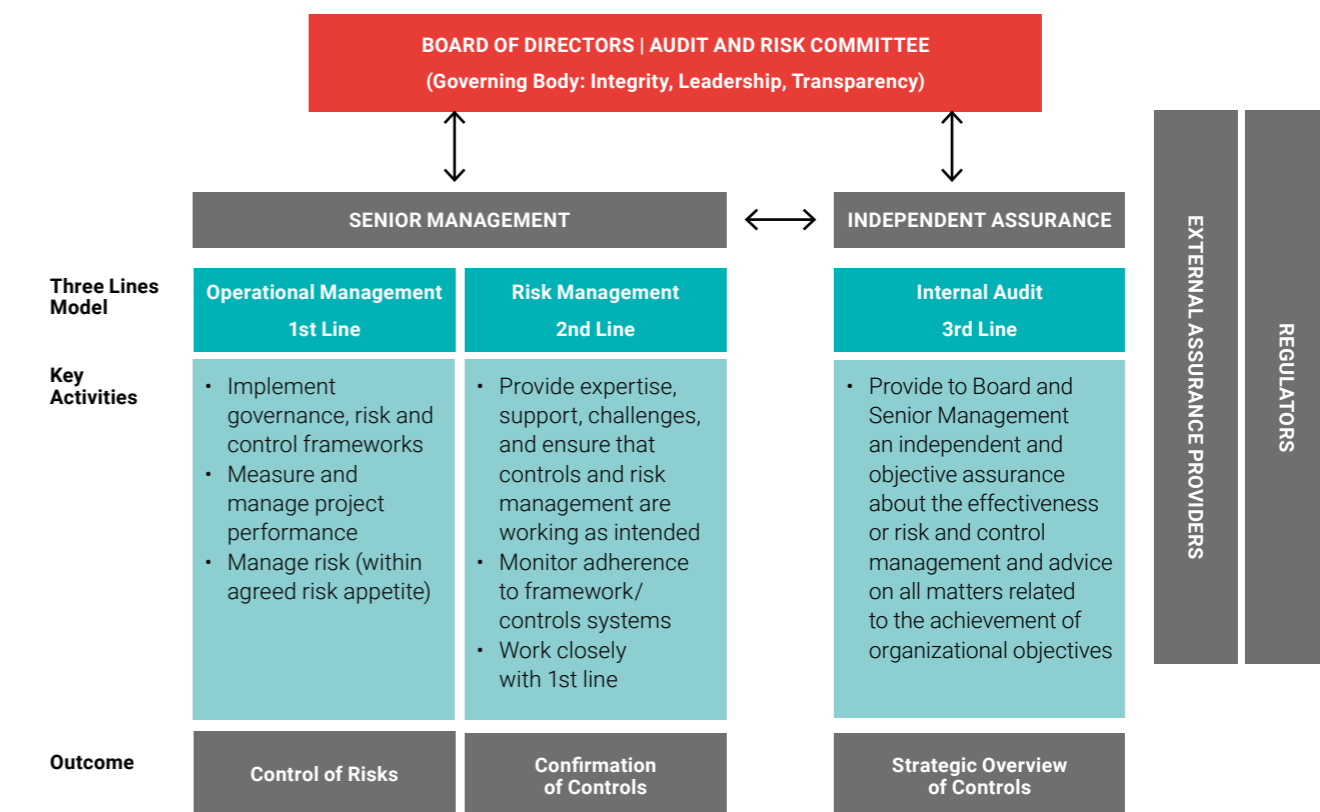 BOARD OF DIRECTORS | AUDIT AND RISK COMMITTEE
(Governing Body: Integrity, Leadership, Transparency)
SENIOR MANAGEMENT
INDEPENDENT ASSURANCE
Three Lines
Model
Operational Management
1st Line
Risk Management
2nd Line
Internal Audit
3rd Line
Key
Activities
• Implement
governance, risk and
control frameworks
• Measure and
manage project
performance
• Manage risk (within
agreed risk appetite)
• Provide expertise,
support, challenges,
and ensure that
controls and risk
management are
working as intended
• Monitor adherence
to framework/
controls systems
• Work closely
with 1st line
• Provide to Board and
Senior Management
an independent and
objective assurance
about the effectiveness
or risk and control
management and advice
on all matters related
to the achievement of
organizational objectives
Outcome
Control of Risks
Confirmation
of Controls
Strategic Overview
of Controls
EXTERNAL ASSURANCE PROVIDERS
REGULATORS